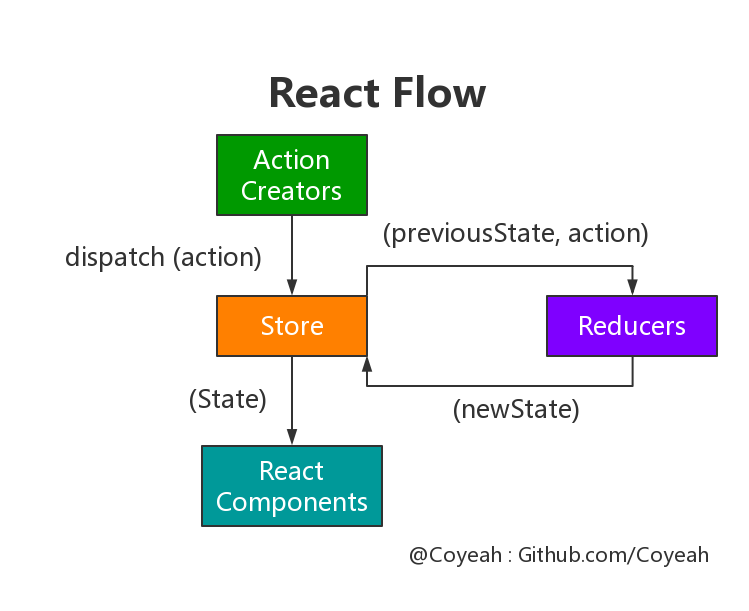 React Flow
Action
Creators
(previousState, action)
dispatch (action)
Store
Reducers
(State)
(newState)
React
Components
@Coyeah : Github.com/Coyeah